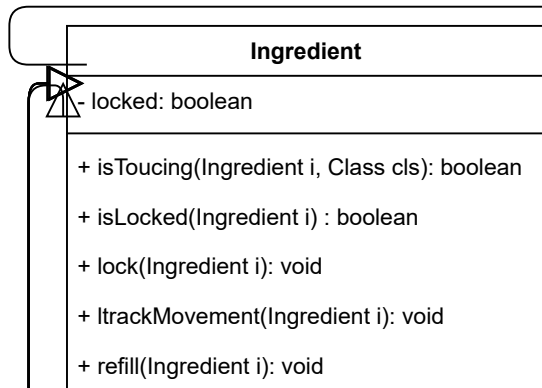 Ingredient
- locked: boolean
+ isToucing(Ingredient i, Class cls): boolean
+ isLocked(Ingredient i) : boolean
+ lock(Ingredient i): void
+ ltrackMovement(Ingredient i): void
+ refill(Ingredient i): void